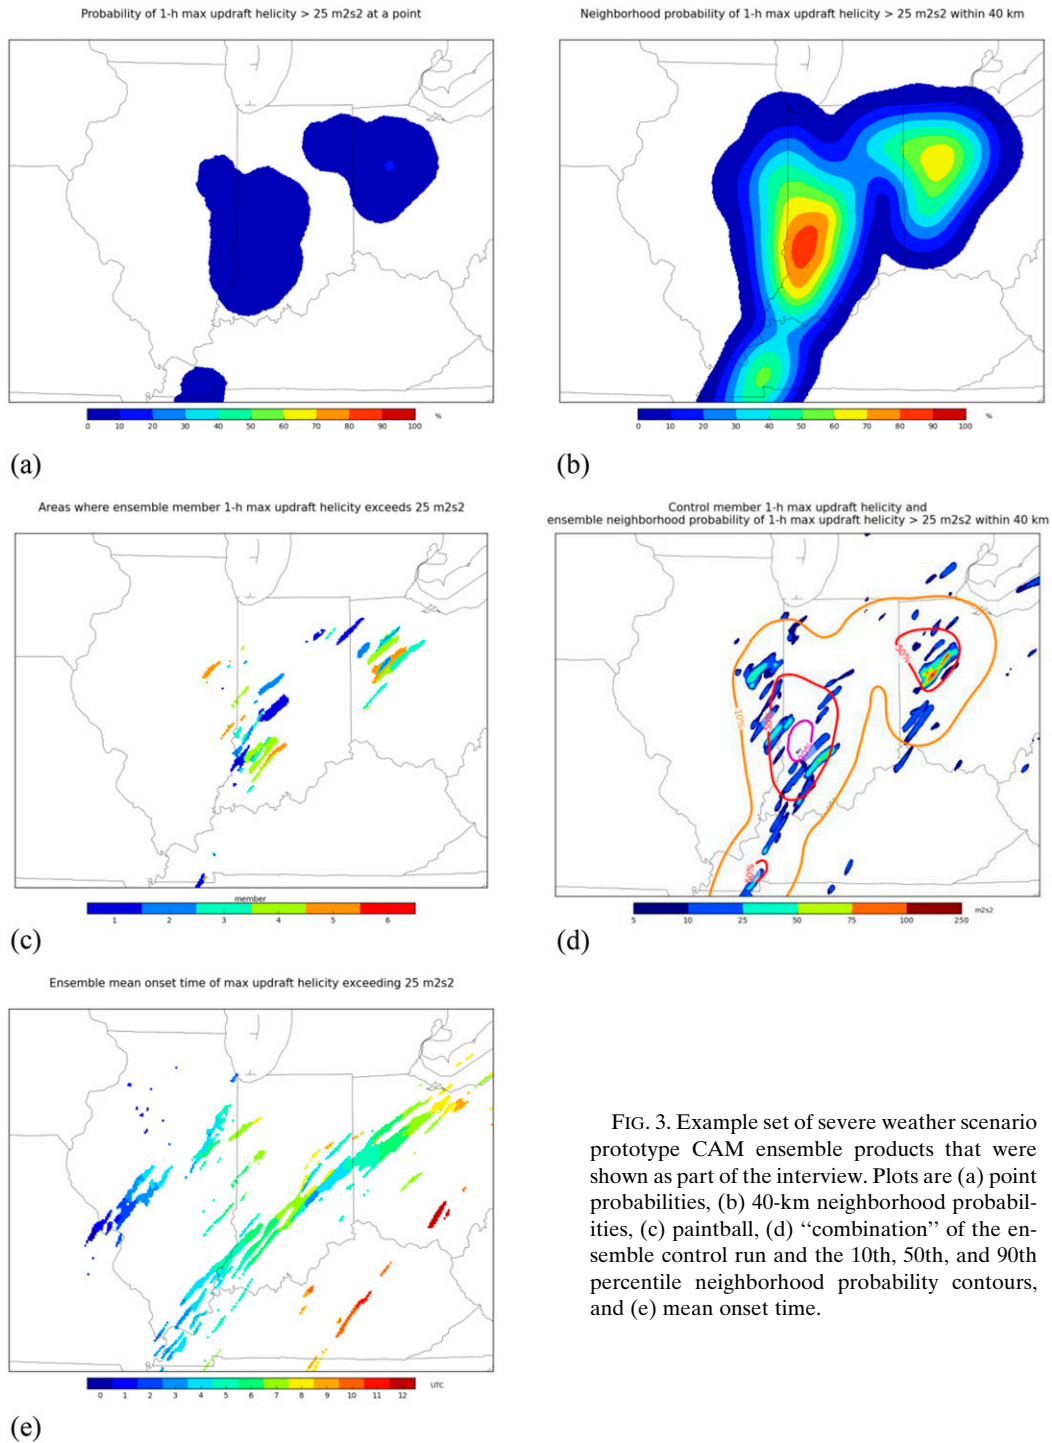 Probability of 1-h max updraft helicity > 25 m2s2 at a point
0 10 20 30 40 50 60 70 80 90 100 %
(a)
Neighborhood probability of 1-h max updraft helicity > 25 m2s2 within 40 km
0 10 20 30 40 50 60 70 80 90 100 %
(b)
Areas where ensemble member 1-h max updraft helicity exceeds 25 m2s2
member
1 2 3 4 5 6
(c)
Control member 1-h max updraft helicity and
ensemble neighborhood probability of 1-h max updraft helicity > 25 m2s2 within 40 km
50%
10%
50%
5 10 25 50 75 100 250 m2s2
(d)
Ensemble mean onset time of max updraft helicity exceeding 25 m2s2
0 1 2 3 4 5 6 7 8 9 10 11 12 UTC
(e)
FIG. 3. Example set of severe weather scenario
prototype CAM ensemble products that were
shown as part of the interview. Plots are (a) point
probabilities, (b) 40-km neighborhood probabil-
ities, (c) paintball, (d) ‘‘combination’’ of the en-
semble control run and the 10th, 50th, and 90th
percentile neighborhood probability contours,
and (e) mean onset time.